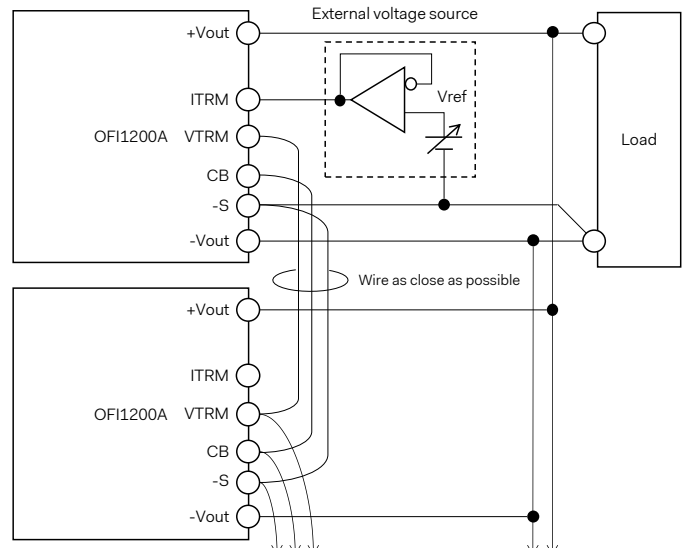 External voltage source
+Vout
ITRM
Vref
OFI1200A
VTRM
Load
CB
-S
-Vout
Wire as close as possible
+Vout
ITRM
OFI1200A
VTRM
CB
-S
-Vout